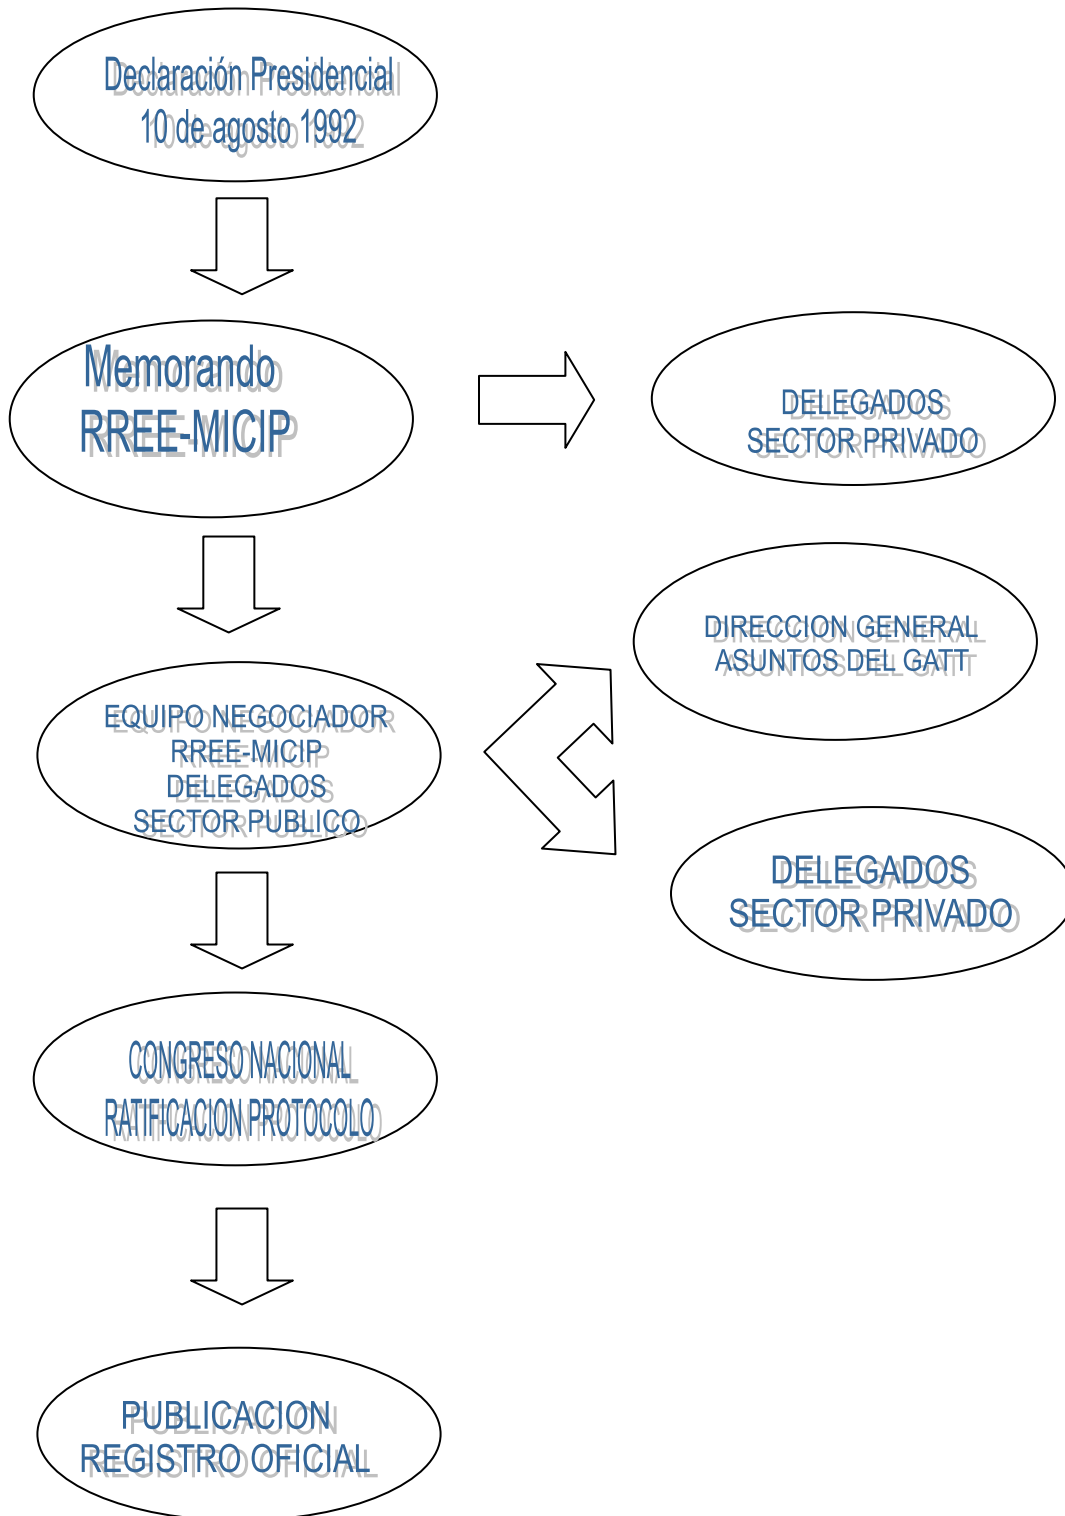 Declaración Presidencial
10 de agosto 1992
Memorando
RREE-MICIP
DELEGADOS
SECTOR PRIVADO
DIRECCION GENERAL
ASUNTOS DEL GATT
EQUIPO NEGOCIADOR
RREE-MICIP
DELEGADOS
SECTOR PUBLICO
DELEGADOS
SECTOR PRIVADO
CONGRESO NACIONAL
RATIFICACION PROTOCOLO
PUBLICACION
REGISTRO OFICIAL